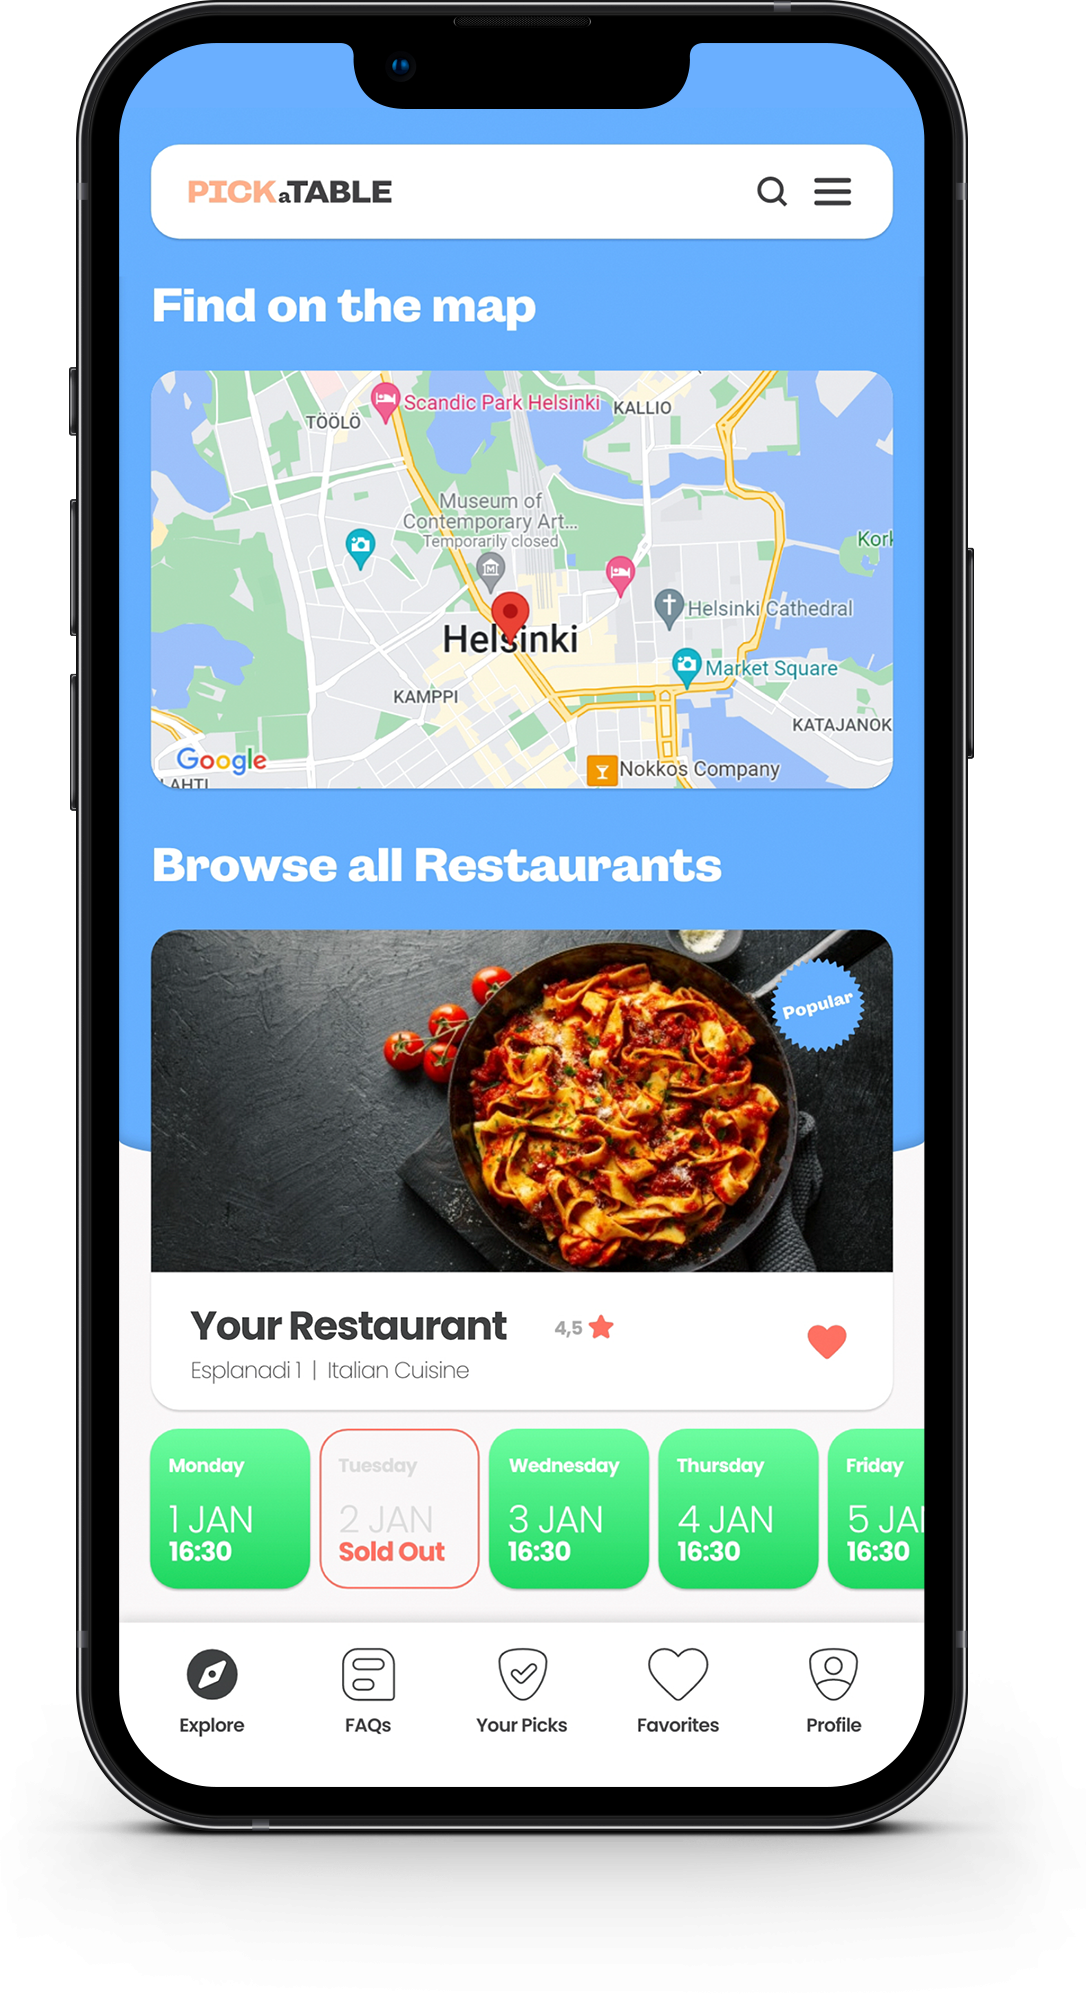 PICKaTABLE
Find on the map
Scandic Park Helsinki
KALLIO
TÖÖLÖ
Museum of
Contemporary Art...
Temporarily closed
Kork
Helsinki Cathedral
Helsinki
Market Square
KAMPPI
KATAJANOK
Google
Nokkos Company
LAHTI
Browse all Restaurants
Popular
Your Restaurant
4,5
Esplanadi 1 | Italian Cuisine
Monday
1 JAN
16:30
Tuesday
2 JAN
Sold Out
Wednesday
3 JAN
16:30
Thursday
4 JAN
16:30
Friday
5 JAN
16:30
Explore
FAQs
Your Picks
Favorites
Profile